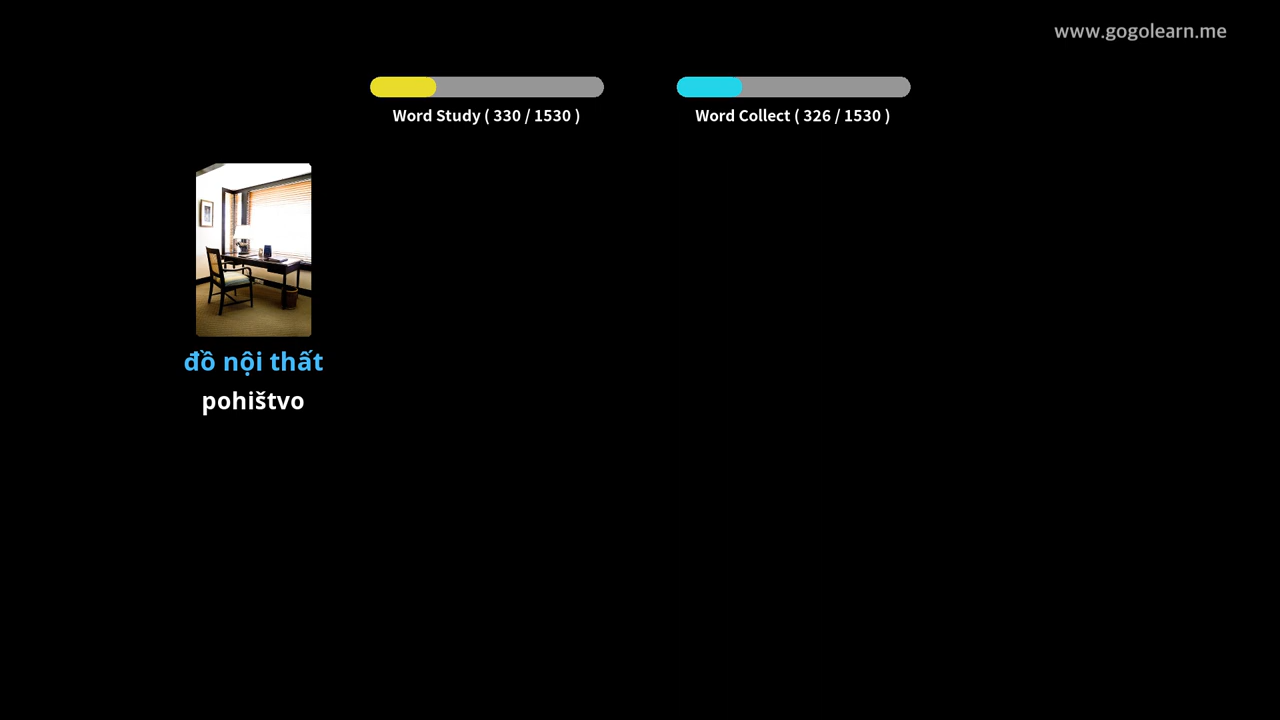 www.gogolearn.me
Word Study ( 330 / 1530 )
Word Collect ( 326 / 1530 )
đồ nội thất
pohištvo